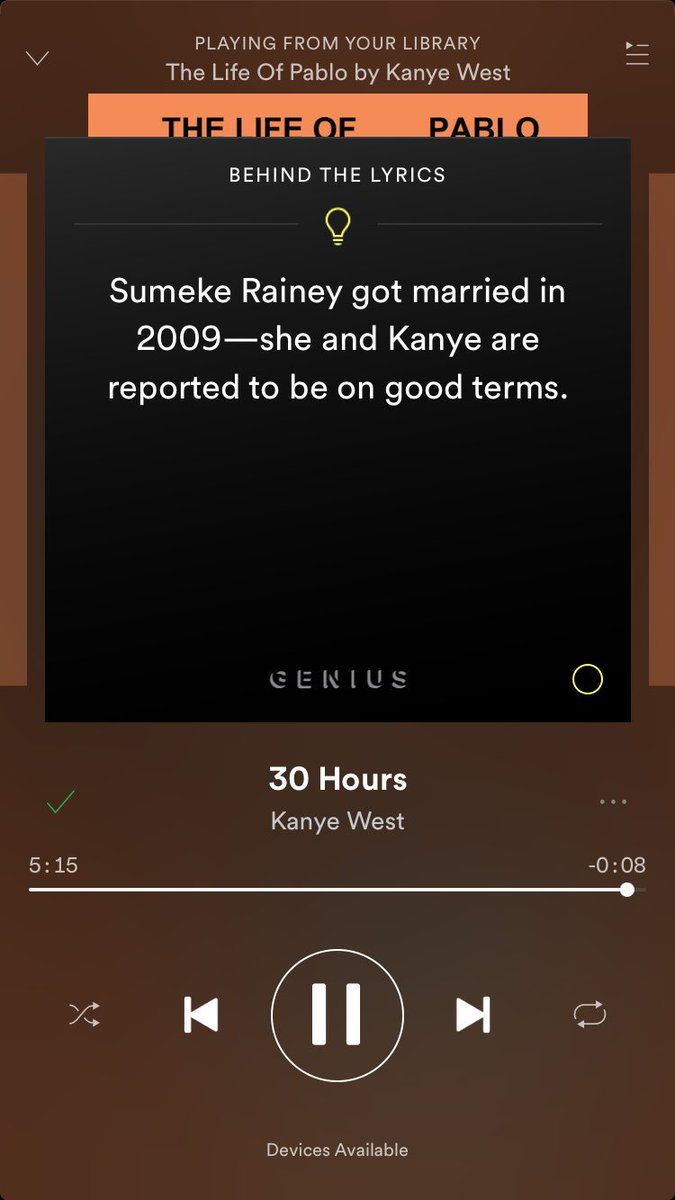 PLAYING FROM YOUR LIBRARY
The Life Of Pablo by Kanye West
THE LIFE OF PABLO
BEHIND THE LYRICS
Sumeke Rainey got married in
2009—she and Kanye are
reported to be on good terms.
GENIUS
30 Hours
Kanye West
5:15 -0:08
Devices Available